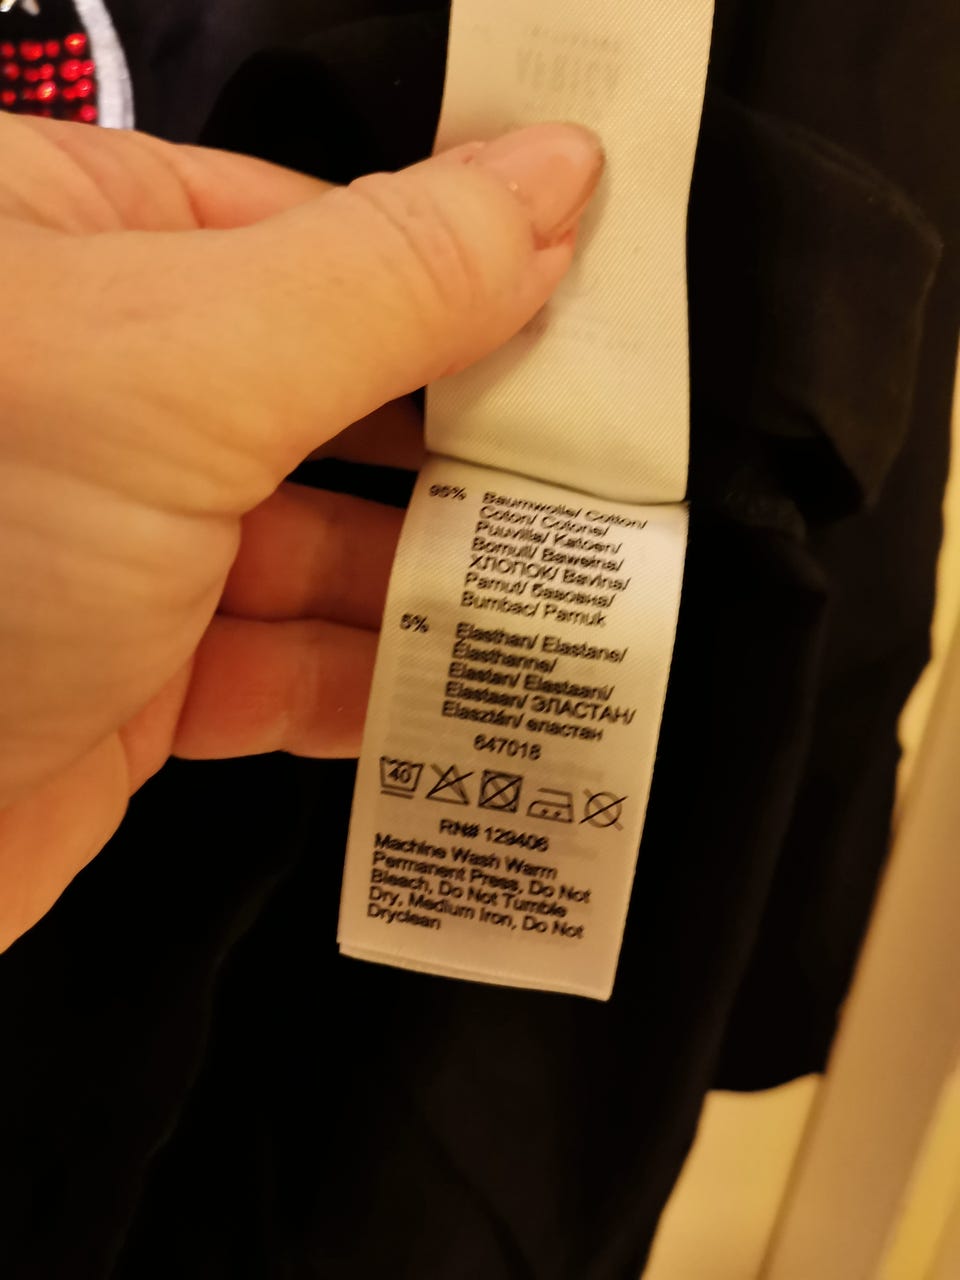 95% Baumwolle/ Cotton/
Coton/ Cotone/
Puuvilla/ Katoen/
Bomull/ Bawełna/
ХЛОПОК/ Bavlna/
Pamut/ бавовна/
Bumbac/ Pamuk
5% Elasthan/ Elastane/
Élasthanne/
Elastan/ Elastaani/
Elastaan/ ЭЛАСТАН/
Elasztán/ еластан
647018
40
RN# 129406
Machine Wash Warm
Permanent Press, Do Not
Bleach, Do Not Tumble
Dry, Medium Iron, Do Not
Dryclean